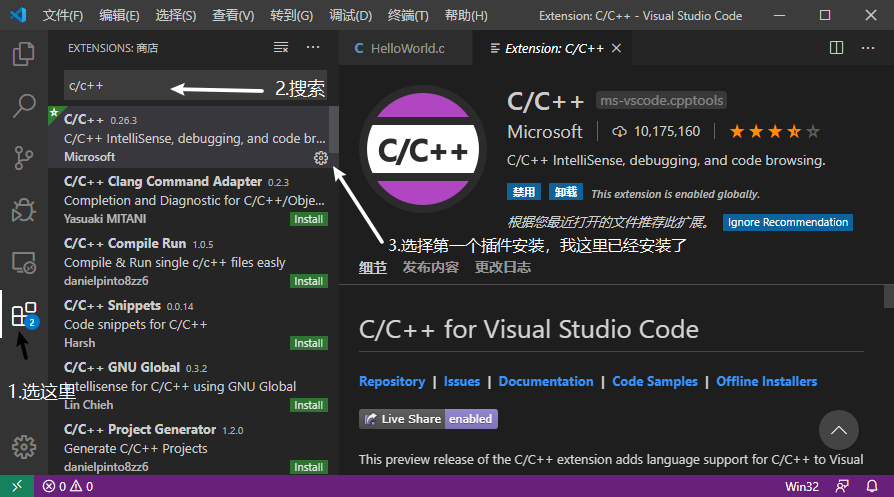 文件(F) 编辑(E) 选择(S) 查看(V) 转到(G) 调试(D) 终端(T) 帮助(H) Extension: C/C++ - Visual Studio Code
EXTENSIONS: 商店
c/c++
2.搜索
C/C++ 0.26.3
C/C++ IntelliSense, debugging, and code br...
Microsoft
C/C++ Clang Command Adapter 0.2.3
Completion and Diagnostic for C/C++/Obje...
Yasuaki MITANI Install
C/C++ Compile Run 1.0.5
Compile & Run single c/c++ files easly
danielpinto8zz6 Install
C/C++ Snippets 0.0.14
Code snippets for C/C++
Harsh Install
C/C++ GNU Global 0.3.2
Intellisense for C/C++ using GNU Global
Lin Chieh Install
C/C++ Project Generator 1.2.0
Generate C/C++ Projects
danielpinto8zz6 Install
2
1.选这里
C HelloWorld.c Extension: C/C++
C/C++
C/C++ ms-vscode.cpptools
Microsoft 10,175,160
C/C++ IntelliSense, debugging, and code browsing.
禁用 卸载 This extension is enabled globally.
根据您最近打开的文件推荐此扩展。 Ignore Recommendation
3.选择第一个插件安装，我这里已经安装了
细节 发布内容 更改日志
C/C++ for Visual Studio Code
Repository | Issues | Documentation | Code Samples | Offline Installers
Live Share enabled
This preview release of the C/C++ extension adds language support for C/C++ to Visual
0 0 Win32